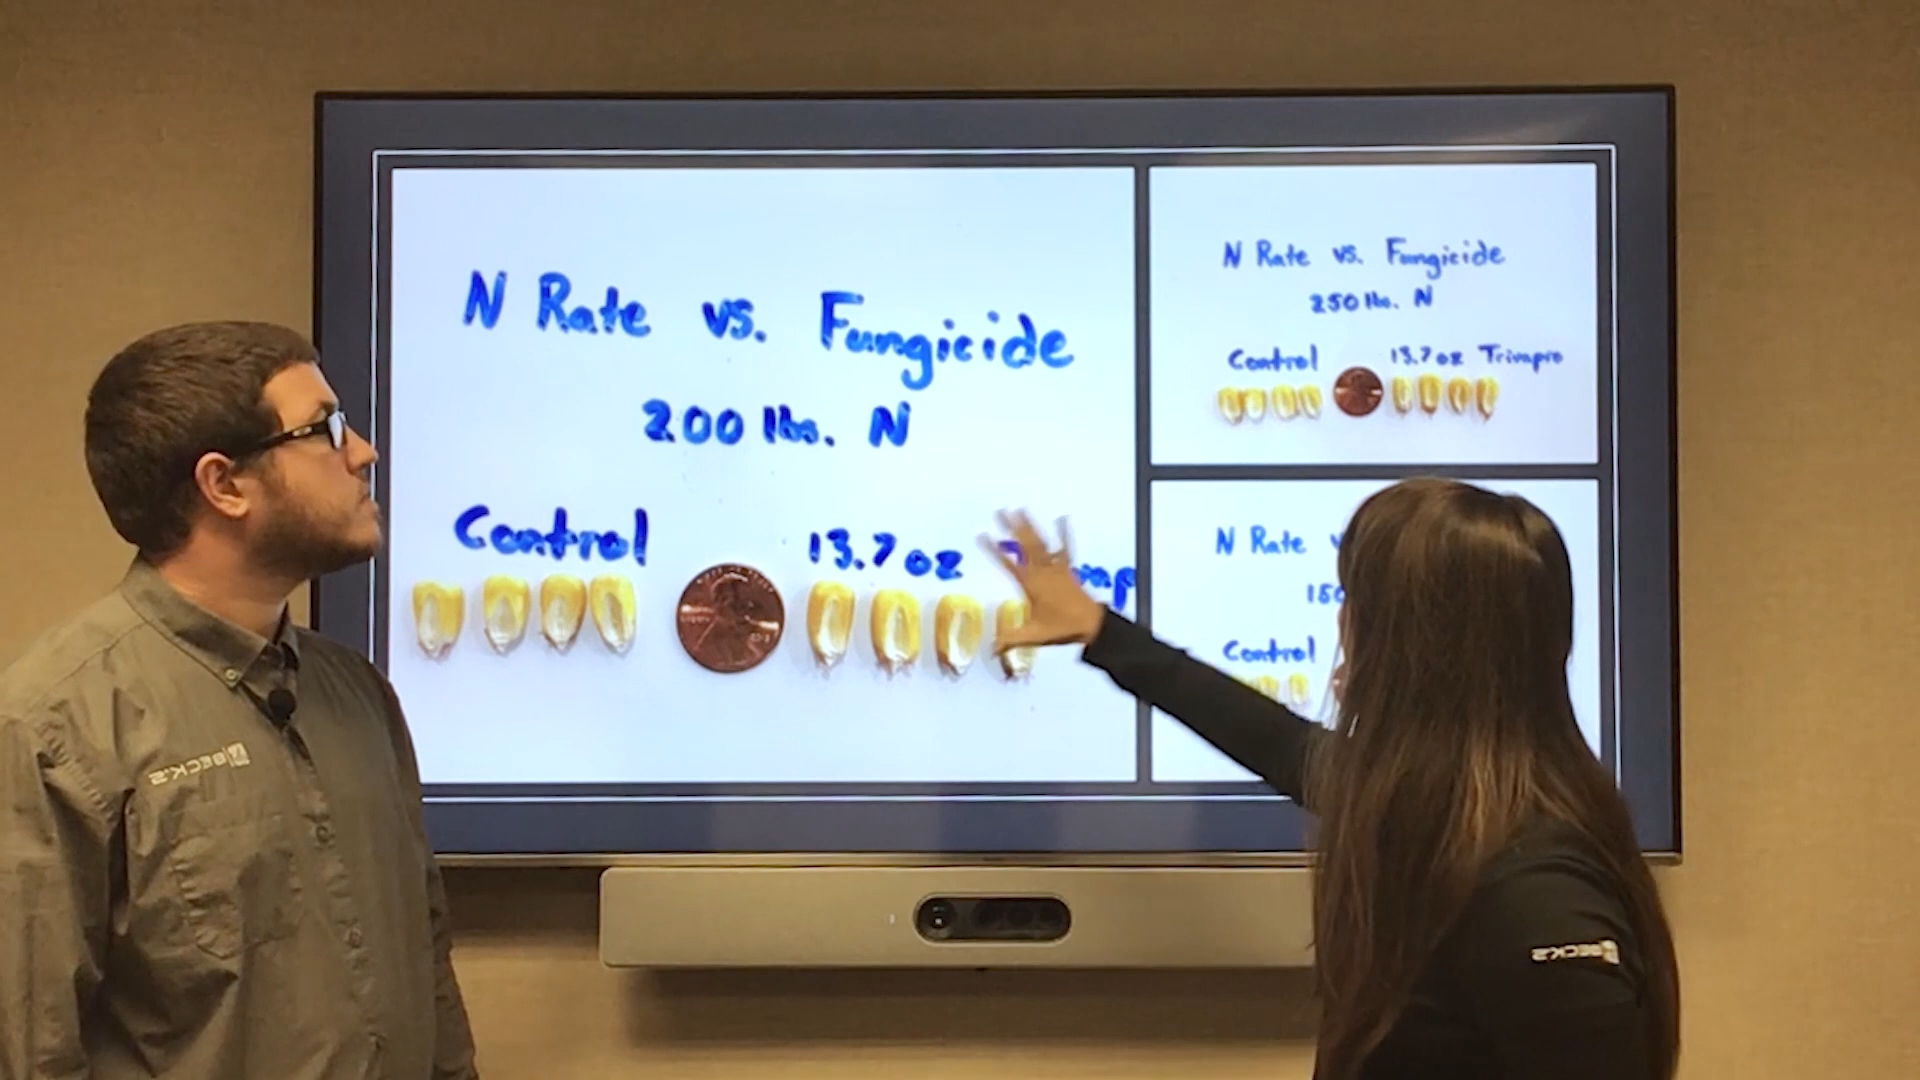 N Rate vs. Fungicide
200 lbs. N
Control
13.7 oz
N Rate vs. Fungicide
250 lbs. N
Control
13.7 oz Trivapro
N Rate
Control
BECK'S
BECK'S